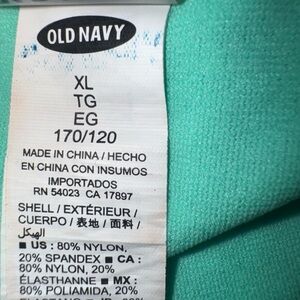 OLD NAVY
XL
TG
EG
170/120
MADE IN CHINA / HECHO
EN CHINA CON INSUMOS
IMPORTADOS
RN 54023 CA 17897
SHELL / EXTÉRIEUR /
CUERPO / 表地 / 面料 /
الهيكل
■ US : 80% NYLON,
20% SPANDEX ■ CA :
80% NYLON, 20%
ÉLASTHANNE ■ MX :
80% POLIAMIDA, 20%